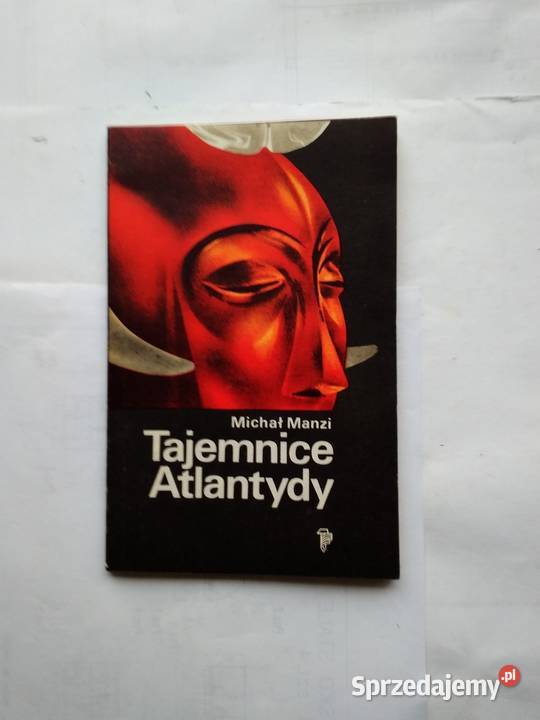 Michał Manzi
Tajemnice
Atlantydy
Sprzedajemy.pl